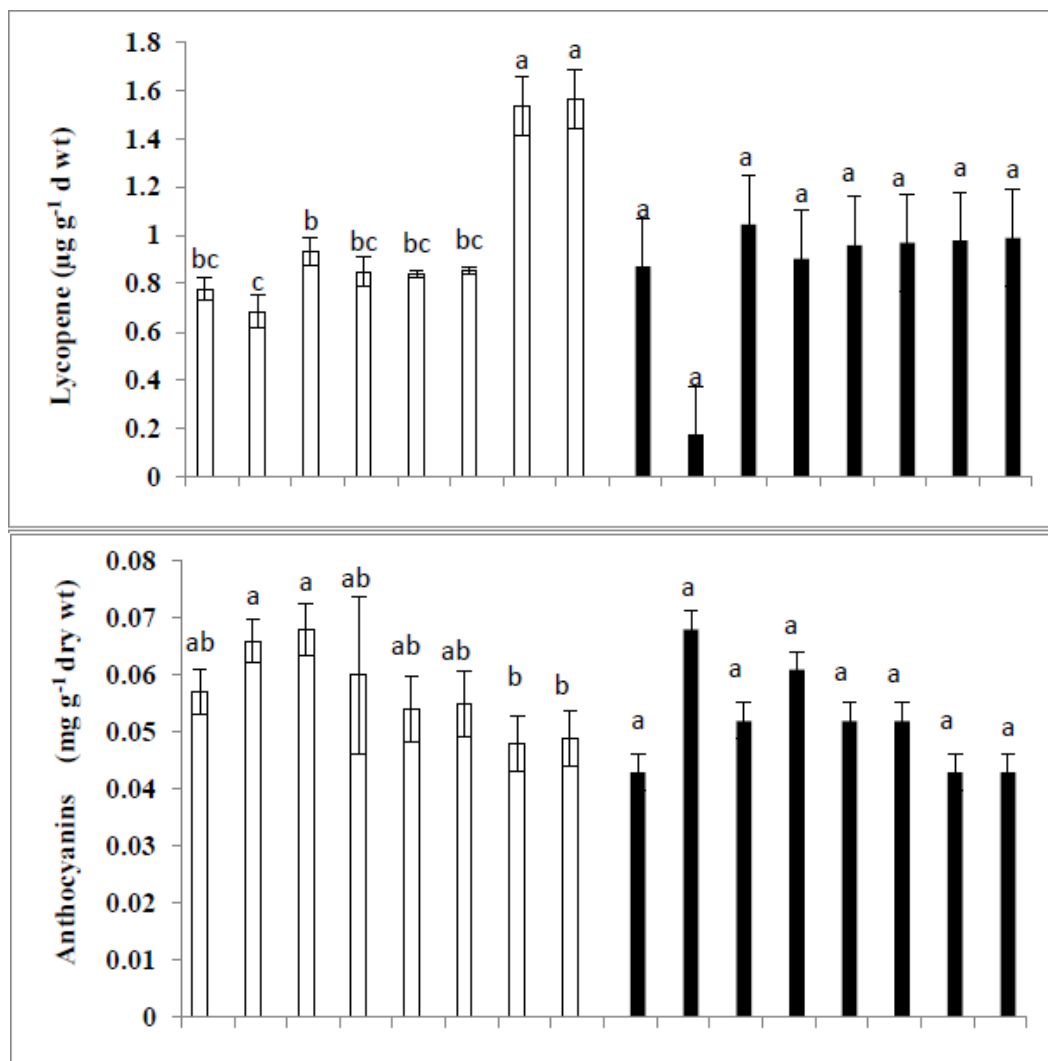 Lycopene (µg g-1 d wt)
1.8
1.6
1.4
1.2
1
0.8
0.6
0.4
0.2
0
bc
c
b
bc
bc
bc
a
a
a
a
a
a
a
a
a
a
Anthocyanins (mg g-1 dry wt)
0.08
0.07
0.06
0.05
0.04
0.03
0.02
0.01
0
ab
a
a
ab
ab
ab
b
b
a
a
a
a
a
a
a
a